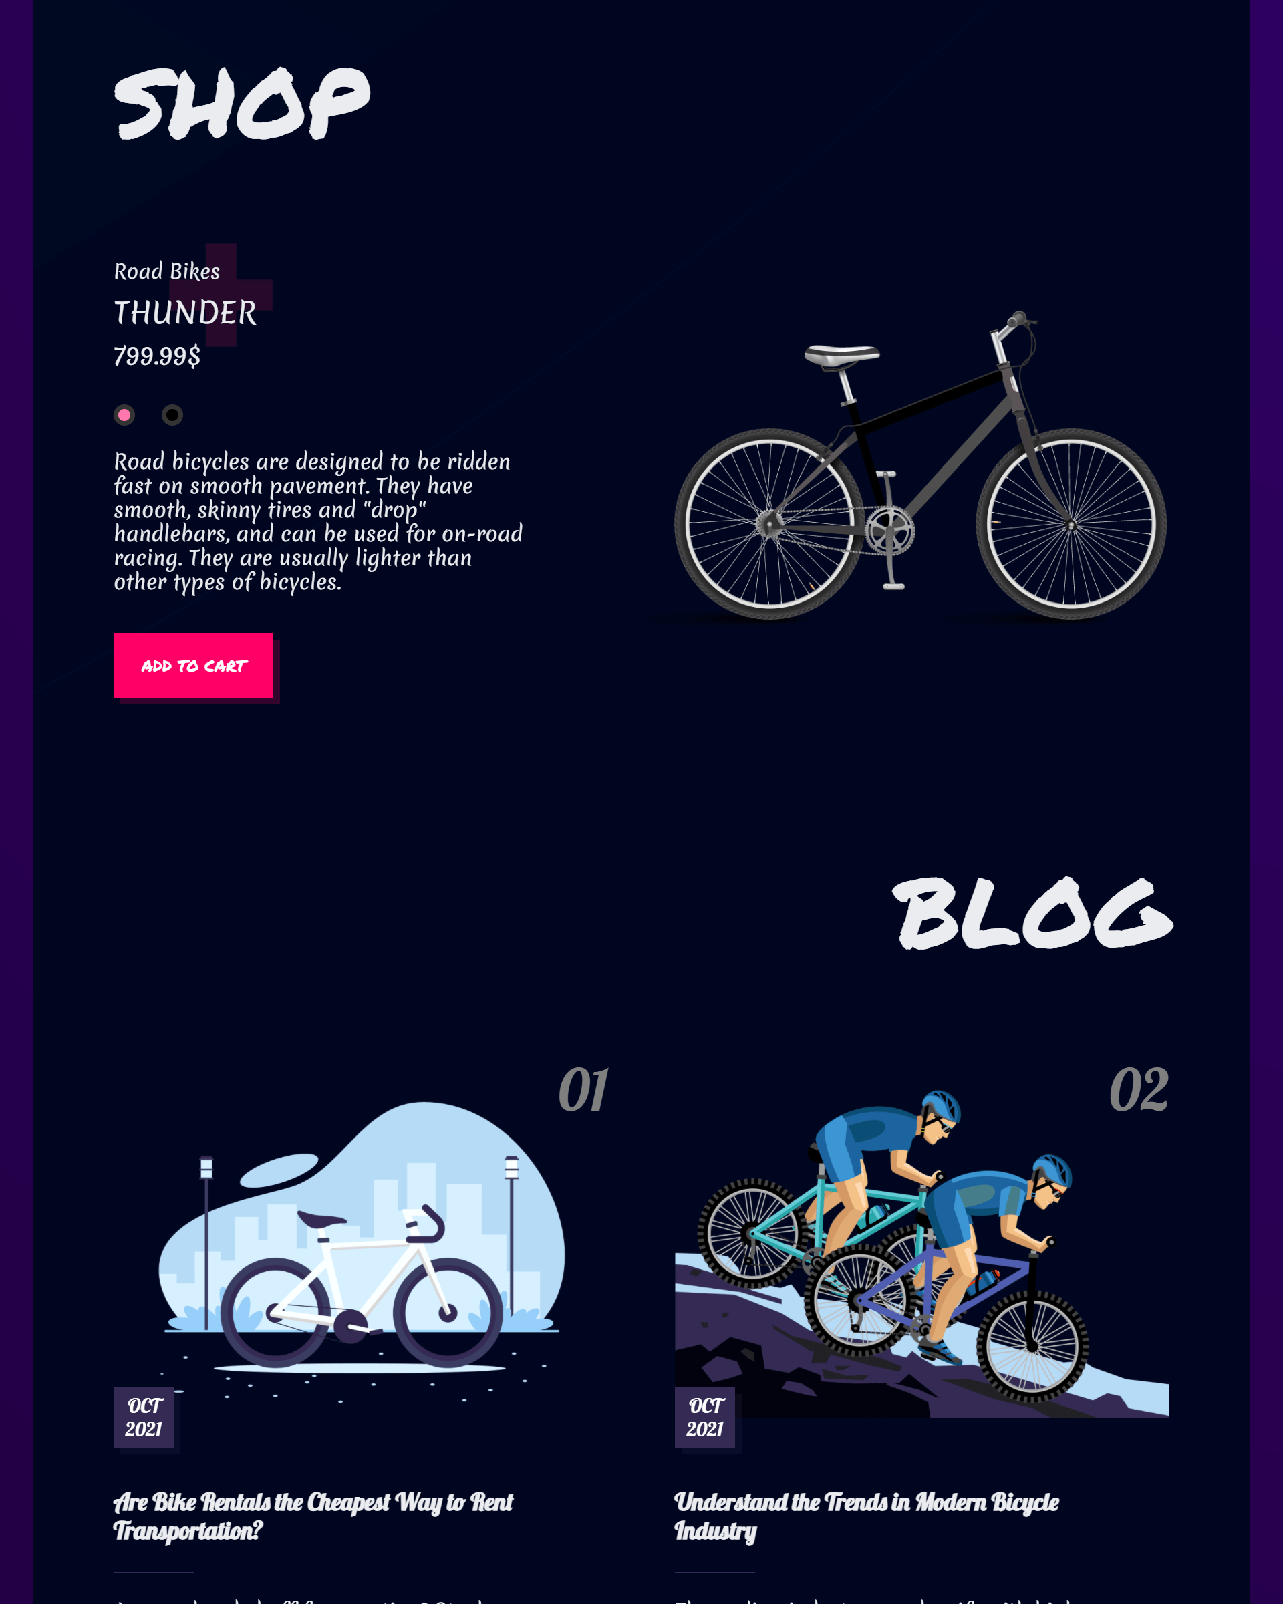 SHOP
Road Bikes
THUNDER
799.99$
Road bicycles are designed to be ridden
fast on smooth pavement. They have
smooth, skinny tires and "drop"
handlebars, and can be used for on-road
racing. They are usually lighter than
other types of bicycles.
ADD TO CART
BLOG
01
OCT
2021
Are Bike Rentals the Cheapest Way to Rent
Transportation?
02
OCT
2021
Understand the Trends in Modern Bicycle
Industry